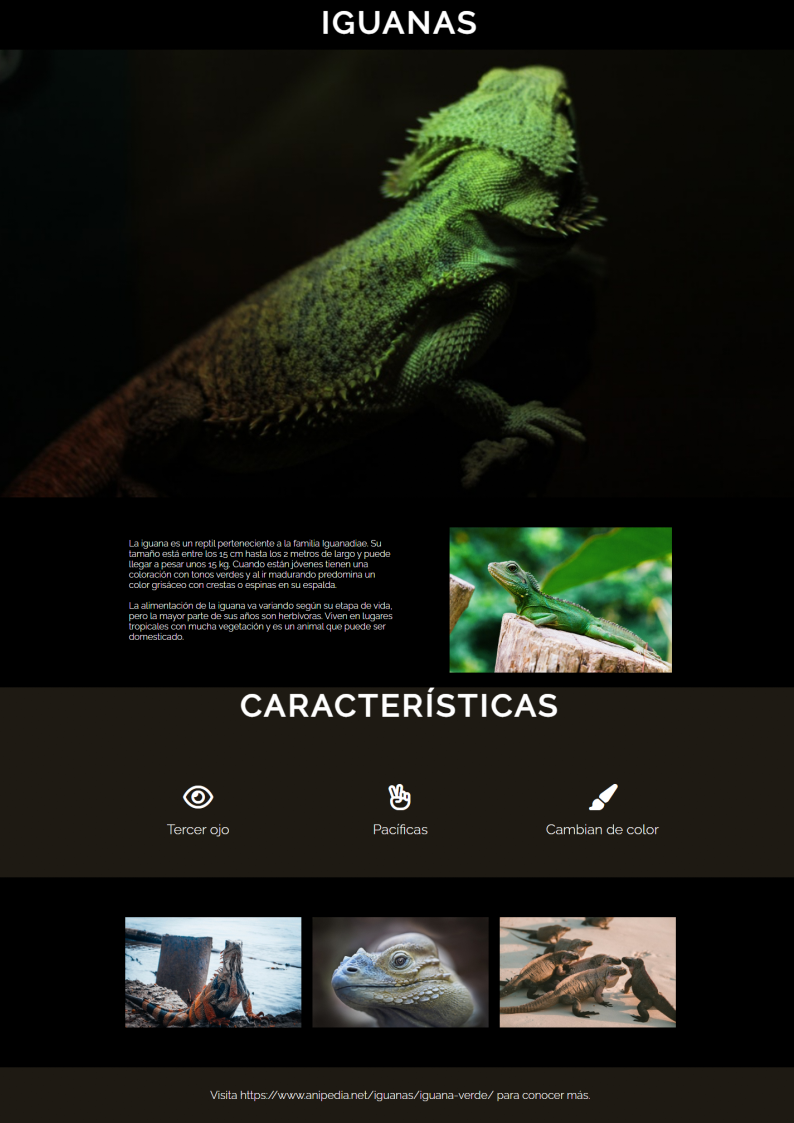 IGUANAS
La iguana es un reptil perteneciente a la familia Iguanadiae. Su
tamaño está entre los 15 cm hasta los 2 metros de largo y puede
llegar a pesar unos 15 kg. Cuando están jóvenes tienen una
coloración con tonos verdes y al ir madurando predomina un
color grisáceo con crestas o espinas en su espalda.
La alimentación de la iguana va variando según su etapa de vida,
pero la mayor parte de sus años son herbívoras. Viven en lugares
tropicales con mucha vegetación y es un animal que puede ser
domesticado.
CARACTERÍSTICAS
Tercer ojo
Pacíficas
Cambian de color
Visita https://www.anipedia.net/iguanas/iguana-verde/ para conocer más.